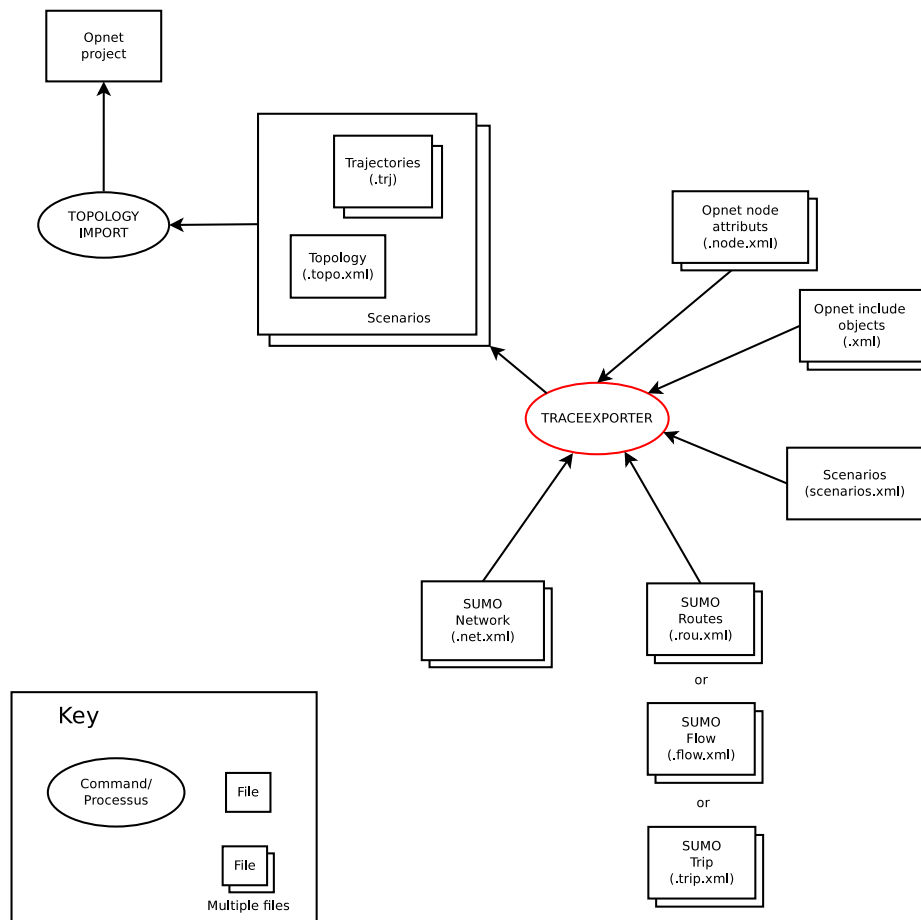 Opnet
project
Trajectories
(.trj)
TOPOLOGY
IMPORT
Topology
(.topo.xml)
Scenarios
Opnet node
attributs
(.node.xml)
Opnet include
objects
(.xml)
TRACEEXPORTER
Scenarios
(scenarios.xml)
SUMO
Network
(.net.xml)
SUMO
Routes
(.rou.xml)
or
SUMO
Flow
(.flow.xml)
or
SUMO
Trip
(.trip.xml)
Key
Command/
Processus
File
File
Multiple files